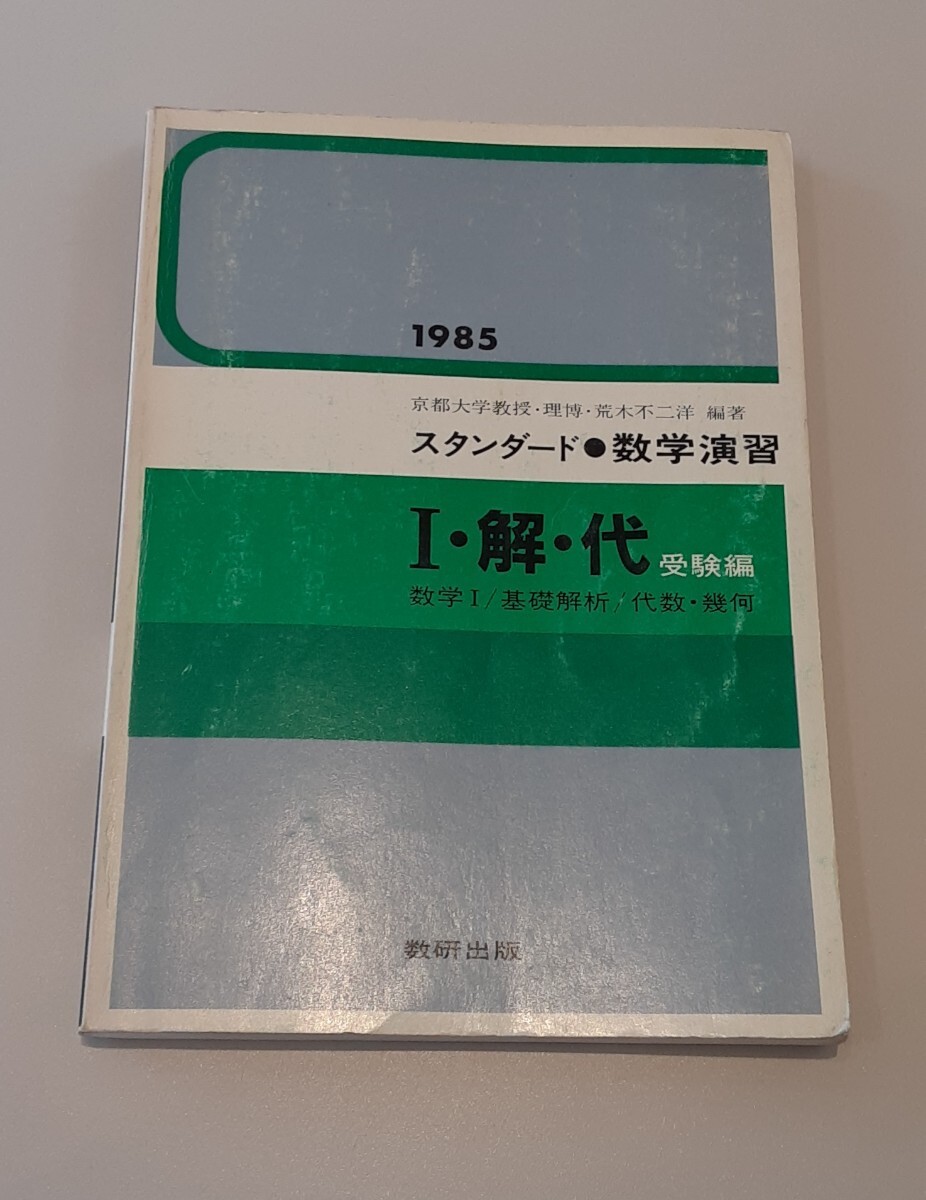 1985
京都大学教授・理博・荒木不二洋 編著
スタンダード●数学演習
I・解・代 受験編
数学I/基礎解析/代数・幾何
数研出版